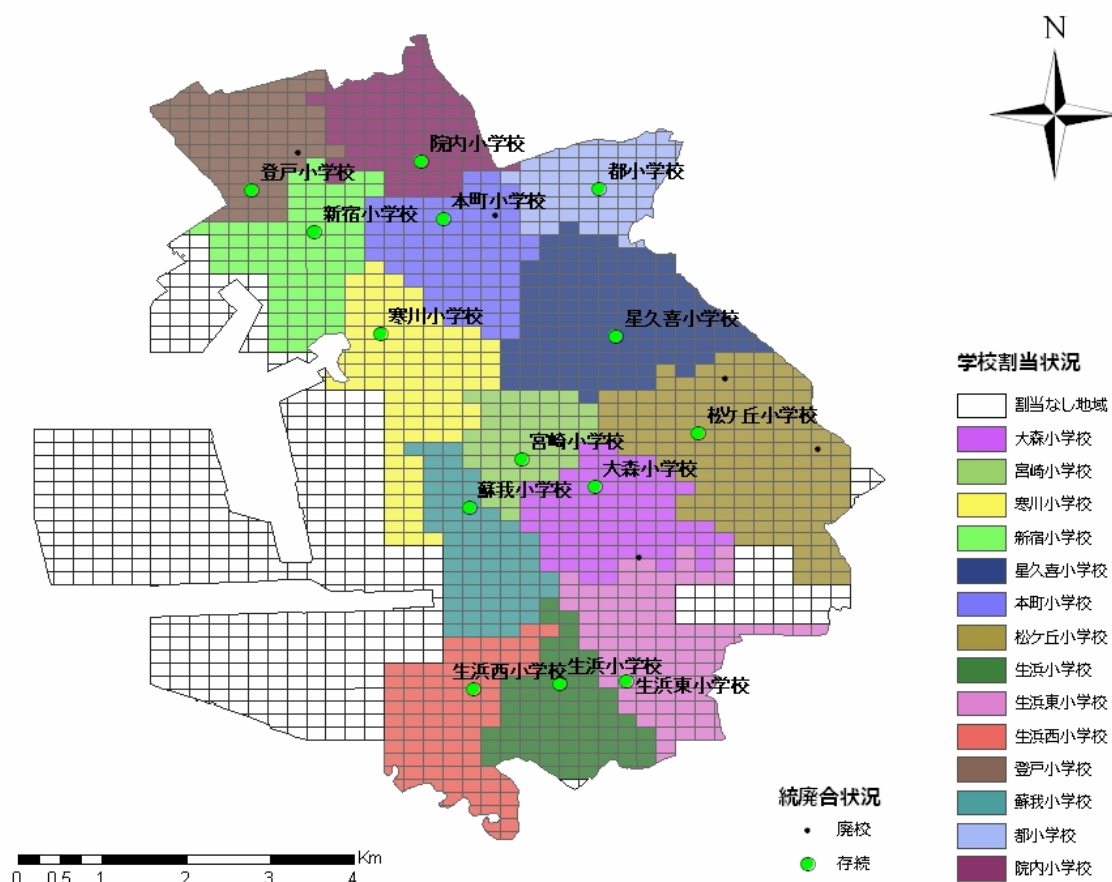 N
院内小学校
登戸小学校
都小学校
本町小学校
新宿小学校
寒川小学校
星久喜小学校
松ケ丘小学校
宮崎小学校
大森小学校
蘇我小学校
生浜西小学校
生浜小学校
生浜東小学校
学校割当状況
割当なし地域
大森小学校
宮崎小学校
寒川小学校
新宿小学校
星久喜小学校
本町小学校
松ケ丘小学校
生浜小学校
生浜東小学校
生浜西小学校
登戸小学校
蘇我小学校
都小学校
院内小学校
統廃合状況
廃校
存続
Km
0 0.5 1 2 3 4